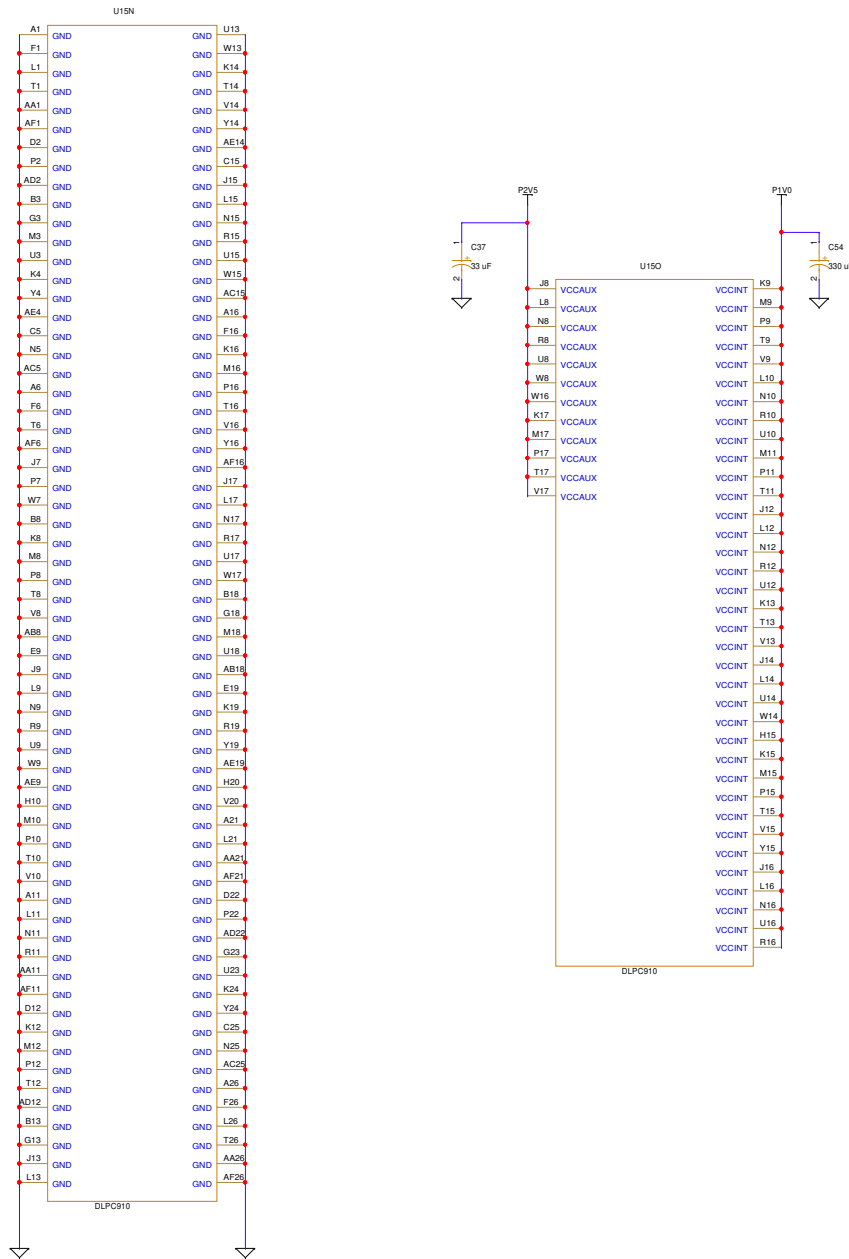 U15N
A1 GND GND U13
F1 GND GND W13
L1 GND GND K14
T1 GND GND T14
AA1 GND GND V14
AF1 GND GND Y14
D2 GND GND AE14
P2 GND GND C15
AD2 GND GND J15
B3 GND GND L15
G3 GND GND N15
M3 GND GND R15
U3 GND GND U15
K4 GND GND W15
Y4 GND GND AC15
AE4 GND GND A16
C5 GND GND F16
N5 GND GND K16
AC5 GND GND M16
A6 GND GND P16
F6 GND GND T16
T6 GND GND V16
AF6 GND GND Y16
J7 GND GND AF16
P7 GND GND J17
W7 GND GND L17
B8 GND GND N17
K8 GND GND R17
M8 GND GND U17
P8 GND GND W17
T8 GND GND B18
V8 GND GND G18
AB8 GND GND M18
E9 GND GND U18
J9 GND GND AB18
L9 GND GND E19
N9 GND GND K19
R9 GND GND R19
U9 GND GND Y19
W9 GND GND AE19
AE9 GND GND H20
H10 GND GND V20
M10 GND GND A21
P10 GND GND L21
T10 GND GND AA21
V10 GND GND AF21
A11 GND GND D22
L11 GND GND P22
N11 GND GND AD22
R11 GND GND G23
AA11 GND GND U23
AF11 GND GND K24
D12 GND GND Y24
K12 GND GND C25
M12 GND GND N25
P12 GND GND AC25
T12 GND GND A26
AD12 GND GND F26
B13 GND GND L26
G13 GND GND T26
J13 GND GND AA26
L13 GND GND AF26
DLPC910
P2V5
P1V0
1 C37
33 uF
2
1 C54
330 u
2
U15O
J8 VCCAUX VCCINT K9
L8 VCCAUX VCCINT M9
N8 VCCAUX VCCINT P9
R8 VCCAUX VCCINT T9
U8 VCCAUX VCCINT V9
W8 VCCAUX VCCINT L10
W16 VCCAUX VCCINT N10
K17 VCCAUX VCCINT R10
M17 VCCAUX VCCINT U10
P17 VCCAUX VCCINT M11
T17 VCCAUX VCCINT P11
V17 VCCAUX VCCINT T11
VCCINT J12
VCCINT L12
VCCINT N12
VCCINT R12
VCCINT U12
VCCINT K13
VCCINT T13
VCCINT V13
VCCINT J14
VCCINT L14
VCCINT U14
VCCINT W14
VCCINT H15
VCCINT K15
VCCINT M15
VCCINT P15
VCCINT T15
VCCINT V15
VCCINT Y15
VCCINT J16
VCCINT L16
VCCINT N16
VCCINT U16
VCCINT R16
DLPC910